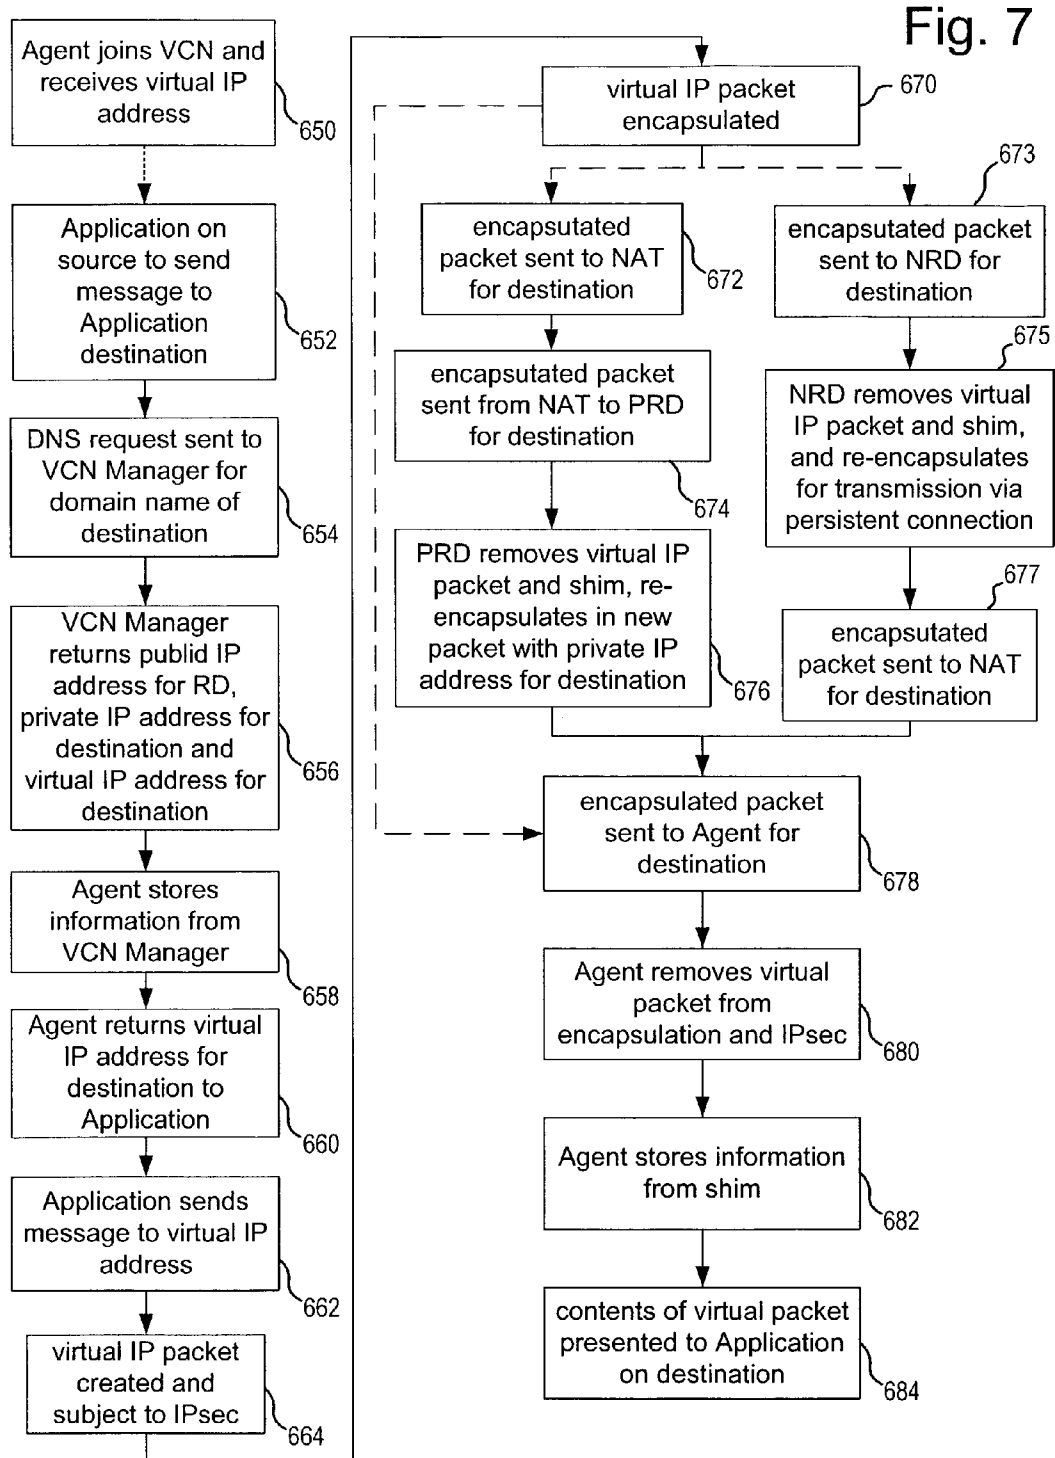 Fig. 7
Agent joins VCN and
receives virtual IP
address
650
Application on
source to send
message to
Application
destination
652
DNS request sent to
VCN Manager for
domain name of
destination
654
VCN Manager
returns publid IP
address for RD,
private IP address for
destination and
virtual IP address for
destination
656
Agent stores
information from
VCN Manager
658
Agent returns virtual
IP address for
destination to
Application
660
Application sends
message to virtual IP
address
662
virtual IP packet
created and
subject to IPsec
664
virtual IP packet
encapsulated
670
encapsutated
packet sent to NAT
for destination
672
encapsutated packet
sent from NAT to PRD
for destination
674
PRD removes virtual IP
packet and shim, re-
encapsulates in new
packet with private IP
address for destination
676
673
encapsutated packet
sent to NRD for
destination
675
NRD removes virtual
IP packet and shim,
and re-encapsulates
for transmission via
persistent connection
677
encapsutated
packet sent to NAT
for destination
encapsulated packet
sent to Agent for
destination
678
Agent removes virtual
packet from
encapsulation and IPsec
680
Agent stores information
from shim
682
contents of virtual packet
presented to Application
on destination
684